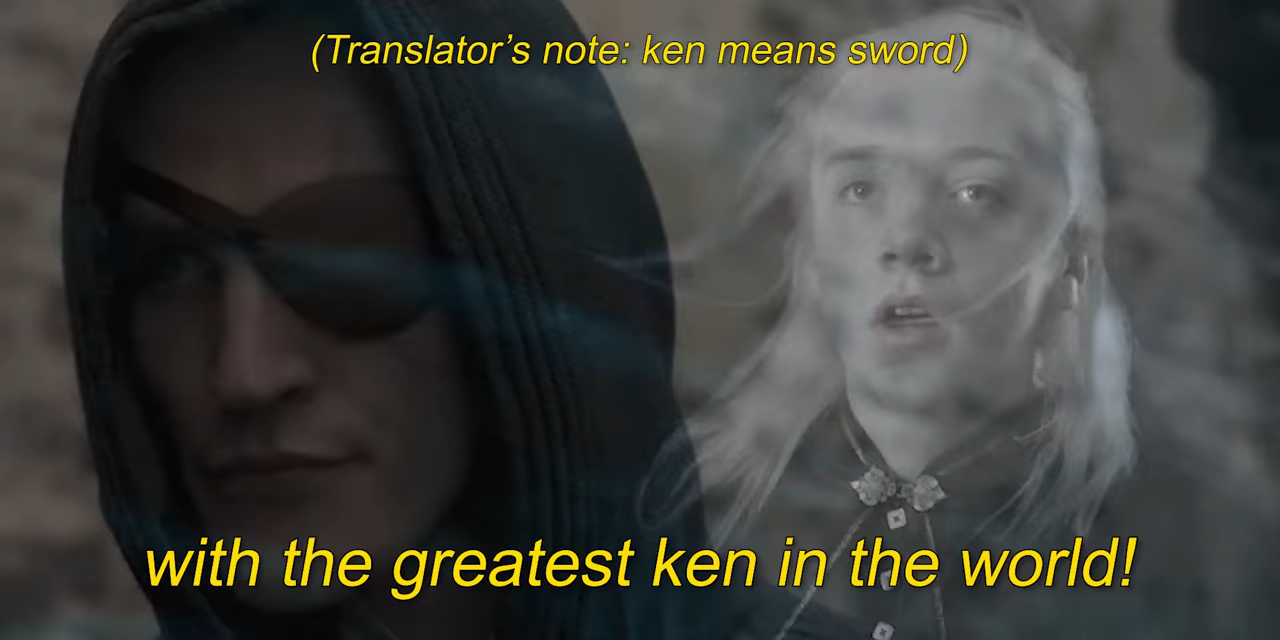 (Translator’s note: ken means sword)
with the greatest ken in the world!